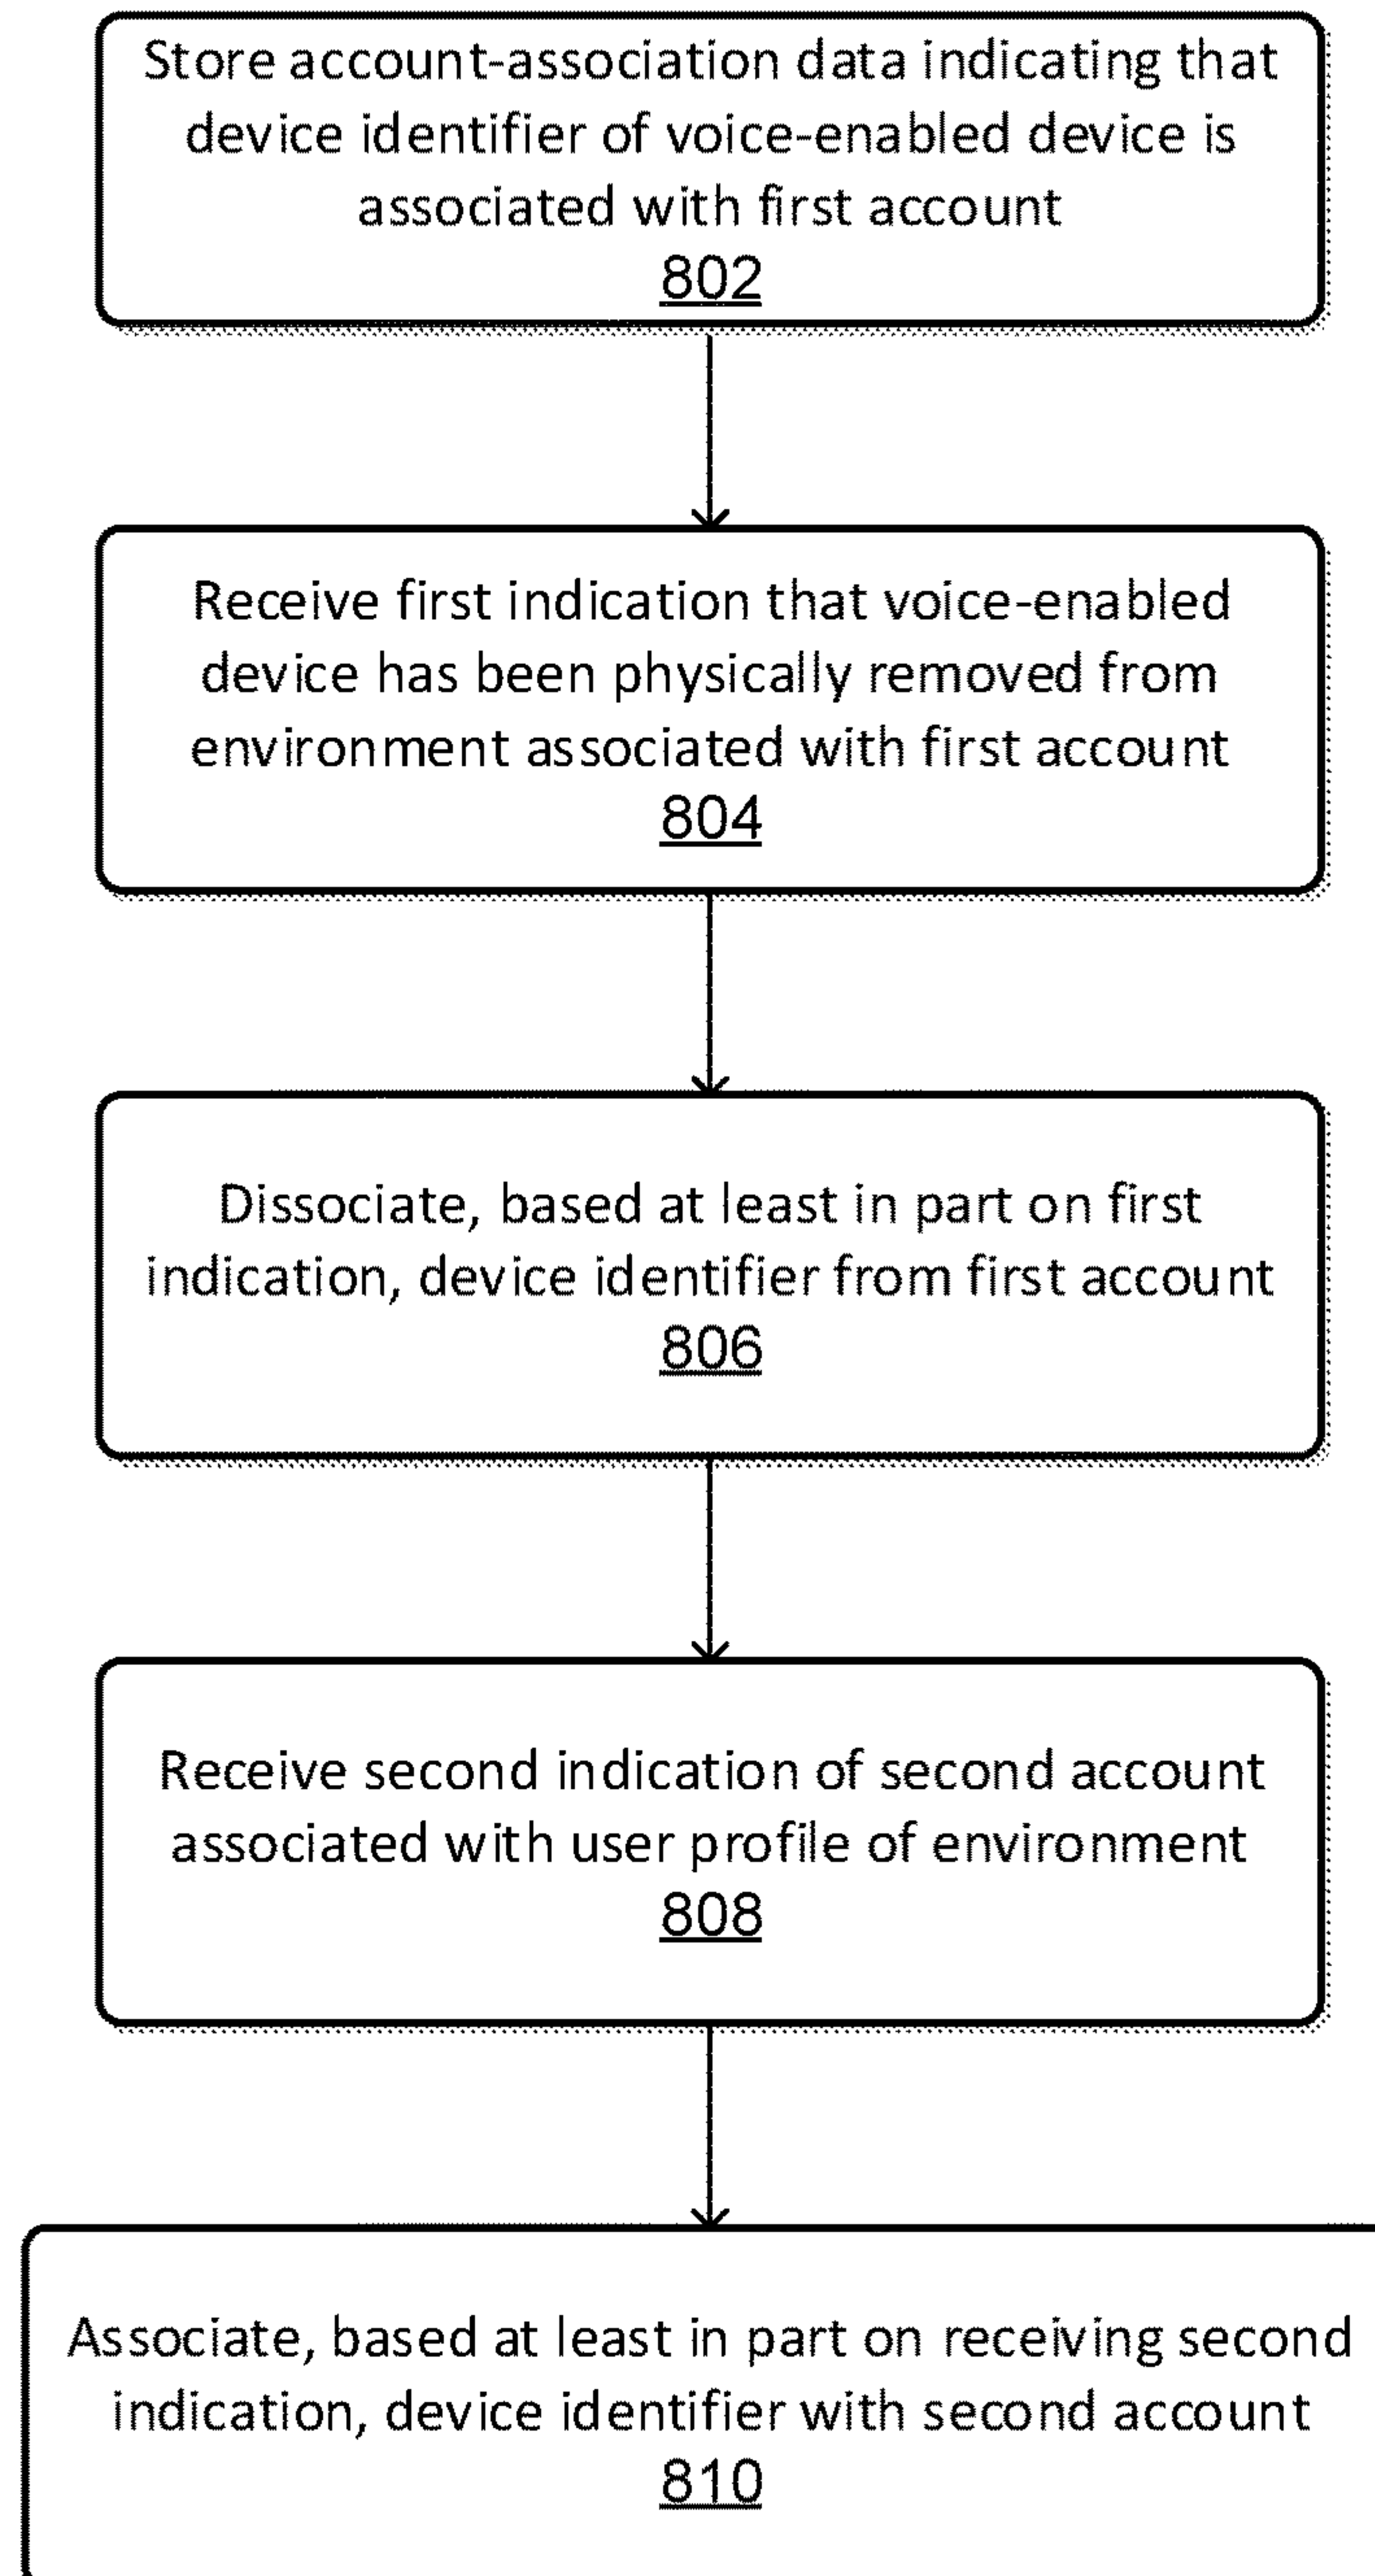 Store account-association data indicating that
device identifier of voice-enabled device is
associated with first account
802
Receive first indication that voice-enabled
device has been physically removed from
environment associated with first account
804
Dissociate, based at least in part on first
indication, device identifier from first account
806
Receive second indication of second account
associated with user profile of environment
808
Associate, based at least in part on receiving second
indication, device identifier with second account
810